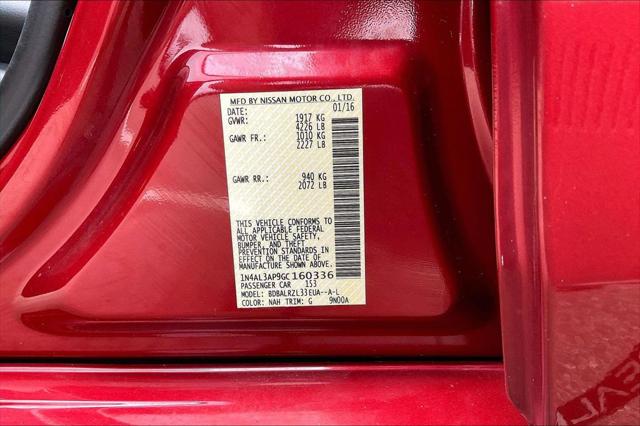 MFD BY NISSAN MOTOR CO., LTD.
DATE: 01/16
GVWR: 1917 KG
4226 LB
GAWR FR.: 1010 KG
2227 LB
GAWR RR.: 940 KG
2072 LB
THIS VEHICLE CONFORMS TO
ALL APPLICABLE FEDERAL
MOTOR VEHICLE SAFETY,
BUMPER, AND THEFT
PREVENTION STANDARDS IN
EFFECT ON THE DATE OF
MANUFACTURE SHOWN ABOVE.
1N4AL3AP9GC160336
PASSENGER CAR 153
MODEL: BDBALRZL33EUA--A-L
COLOR: NAH TRIM: G 9N00A